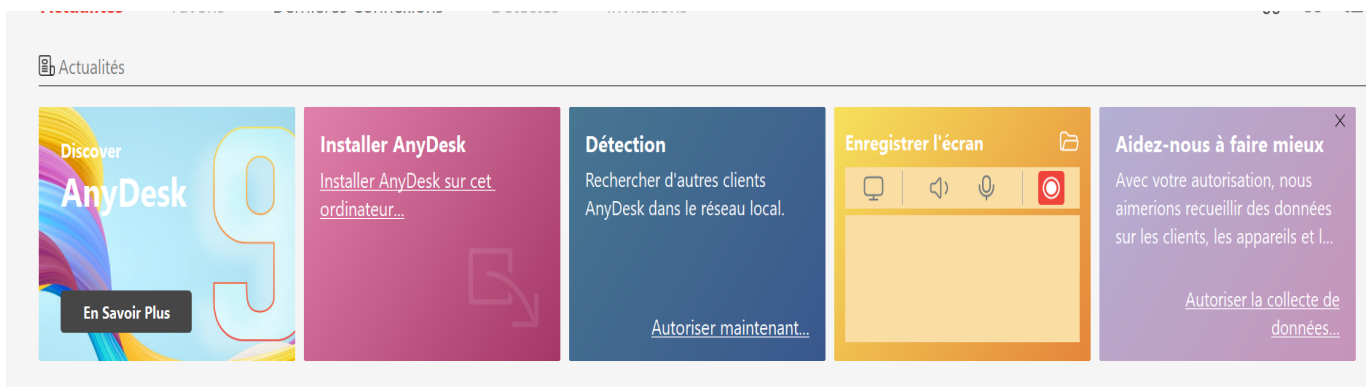 Actualités
Discover
AnyDesk
9
En Savoir Plus
Installer AnyDesk
Installer AnyDesk sur cet
ordinateur...
Détection
Rechercher d'autres clients
AnyDesk dans le réseau local.
Autoriser maintenant...
Enregistrer l'écran
Aidez-nous à faire mieux
Avec votre autorisation, nous
aimerions recueillir des données
sur les clients, les appareils et l...
Autoriser la collecte de
données...